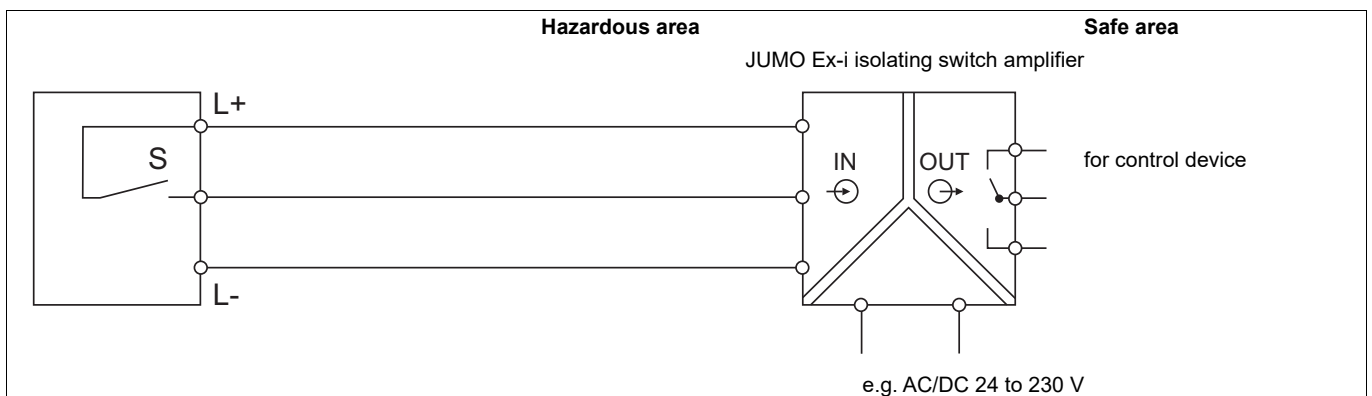 Hazardous area
Safe area
JUMO Ex-i isolating switch amplifier
L+
S
IN
OUT
for control device
L-
e.g. AC/DC 24 to 230 V